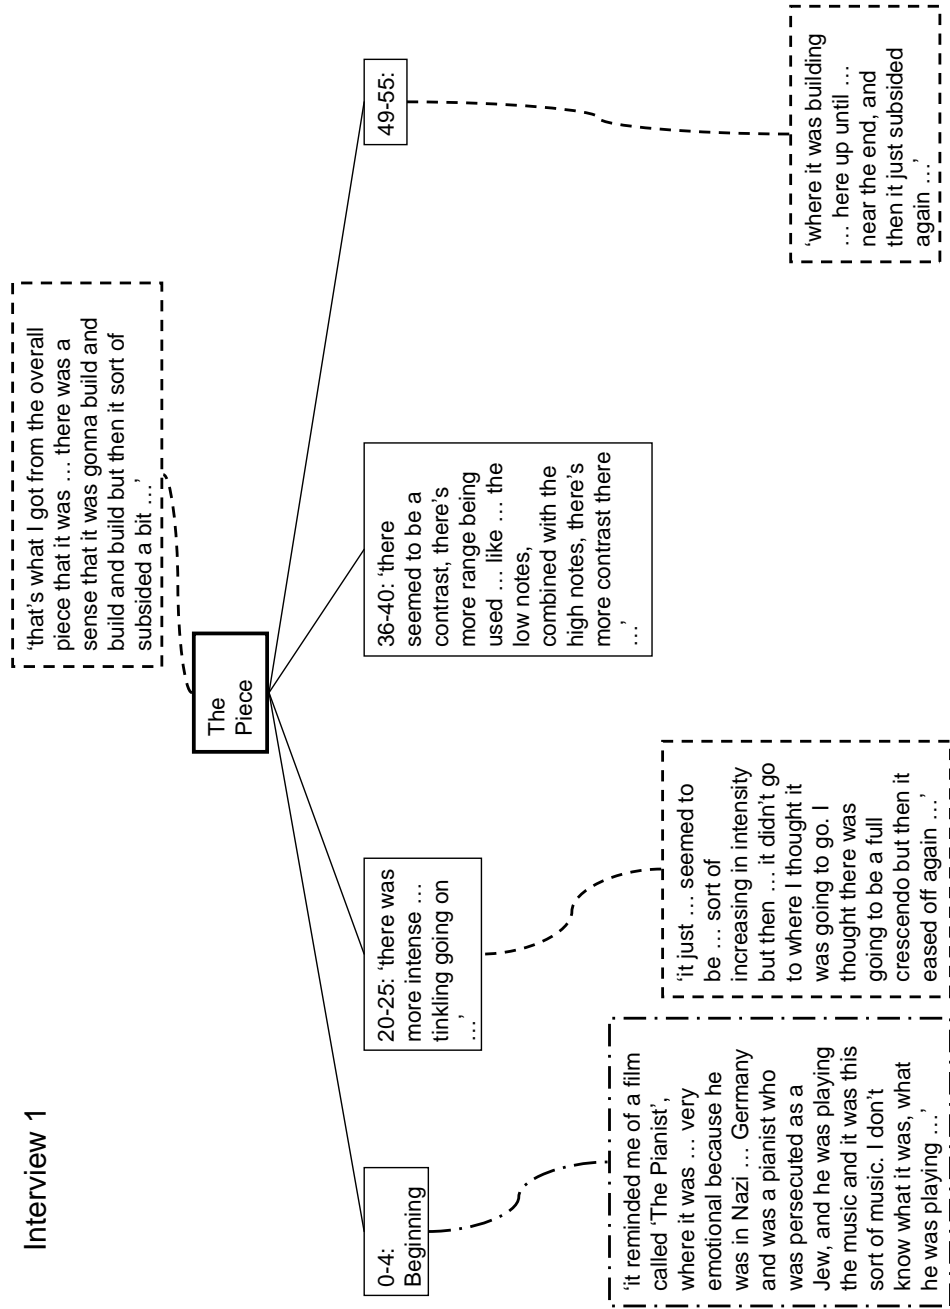 Interview 1
‘that’s what I got from the overall
piece that it was … there was a
sense that it was gonna build and
build and build but then it sort of
subsided a bit …’
The
Piece
0-4:
Beginning
20-25: ‘there was
more intense …
tinkling going on
…’
36-40: ‘there
seemed to be a
contrast, there’s
more range being
used … like … the
low notes,
combined with the
high notes, there’s
more contrast there
…’
49-55:
‘it reminded me of a film
called ‘The Pianist’,
where it was … very
emotional because he
was in Nazi … Germany
and was a pianist who
was persecuted as a
Jew, and he was playing
the music and it was this
sort of music. I don’t
know what it was, what
he was playing …’
‘it just … seemed to
be … sort of
increasing in intensity
but then … it didn’t go
to where I thought it
was going to go. I
thought there was
going to be a full
crescendo but then it
eased off again …’
‘where it was building
… here up until …
near the end, and
then it just subsided
again …’